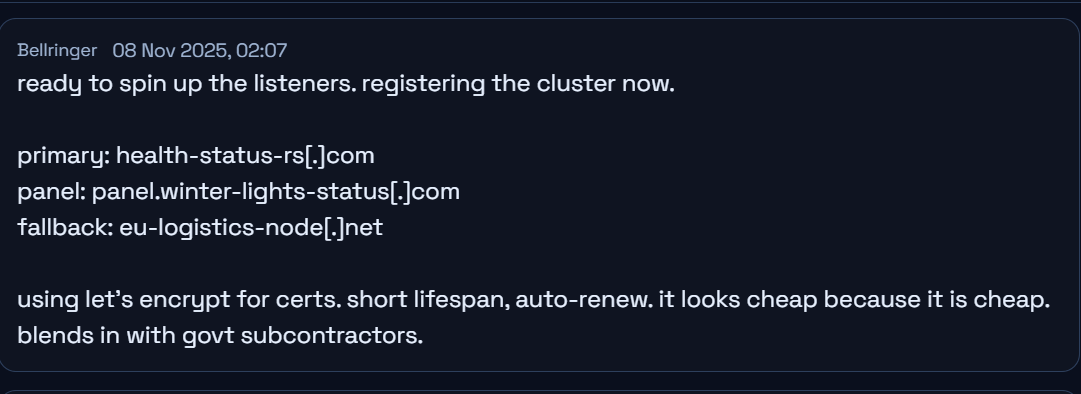 Bellringer 08 Nov 2025, 02:07
ready to spin up the listeners. registering the cluster now.
primary: health-status-rs[.]com
panel: panel.winter-lights-status[.]com
fallback: eu-logistics-node[.]net
using let's encrypt for certs. short lifespan, auto-renew. it looks cheap because it is cheap.
blends in with govt subcontractors.